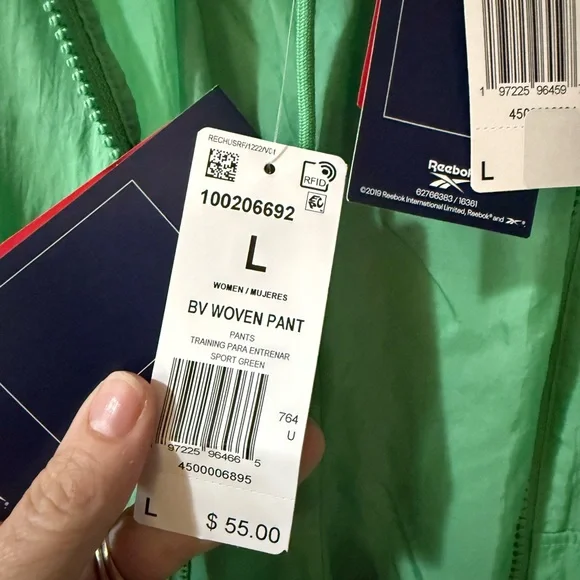 RECHUSRF/1222/V01
RFID
100206692
L
WOMEN / MUJERES
BV WOVEN PANT
PANTS
TRAINING PARA ENTRENAR
SPORT GREEN
764
U
97225 96466 5
4500006895
L
$ 55.00
Reebok
62766383 / 16361
©2019 Reebok International Limited, Reebok® and
1 97225 96459
450
L